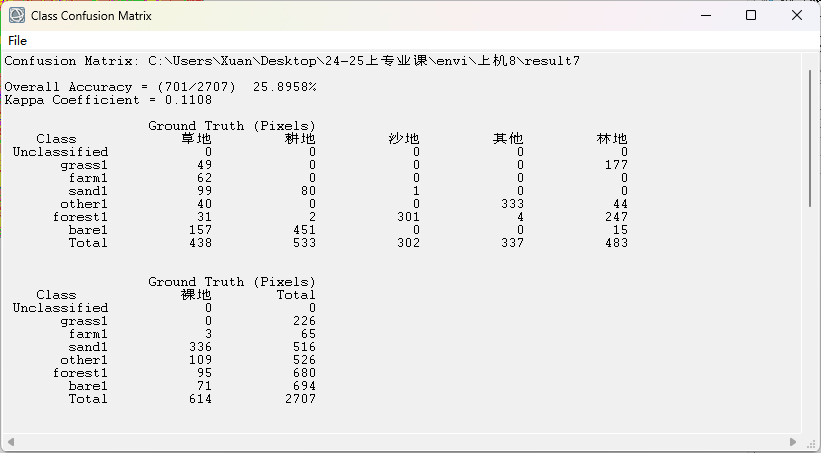 Class Confusion Matrix
File
Confusion Matrix: C:\Users\Xuan\Desktop\24-25上专业课\envi\上机8\result7
Overall Accuracy = (701/2707)  25.8958%
Kappa Coefficient = 0.1108
Ground Truth (Pixels)
Class 草地 耕地 沙地 其他 林地
Unclassified 0 0 0 0 0
grass1 49 0 0 0 177
farm1 62 0 0 0 0
sand1 99 80 1 0 0
other1 40 0 0 333 44
forest1 31 2 301 4 247
bare1 157 451 0 0 15
Total 438 533 302 337 483
Ground Truth (Pixels)
Class 裸地 Total
Unclassified 0 0
grass1 0 226
farm1 3 65
sand1 336 516
other1 109 526
forest1 95 680
bare1 71 694
Total 614 2707